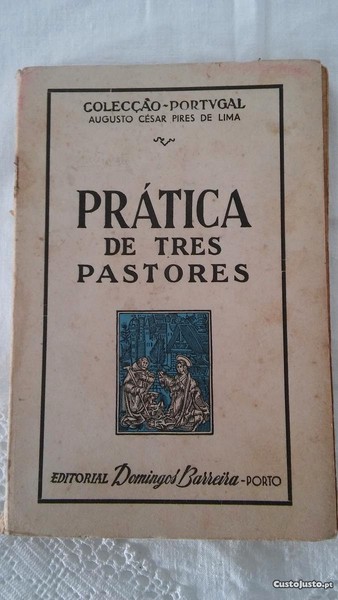 COLECÇÃO-PORTVGAL
AUGUSTO CÉSAR PIRES DE LIMA
PRÁTICA
DE TRES
PASTORES
EDITORIAL Domingos Barreira - PORTO
CustoJusto.pt